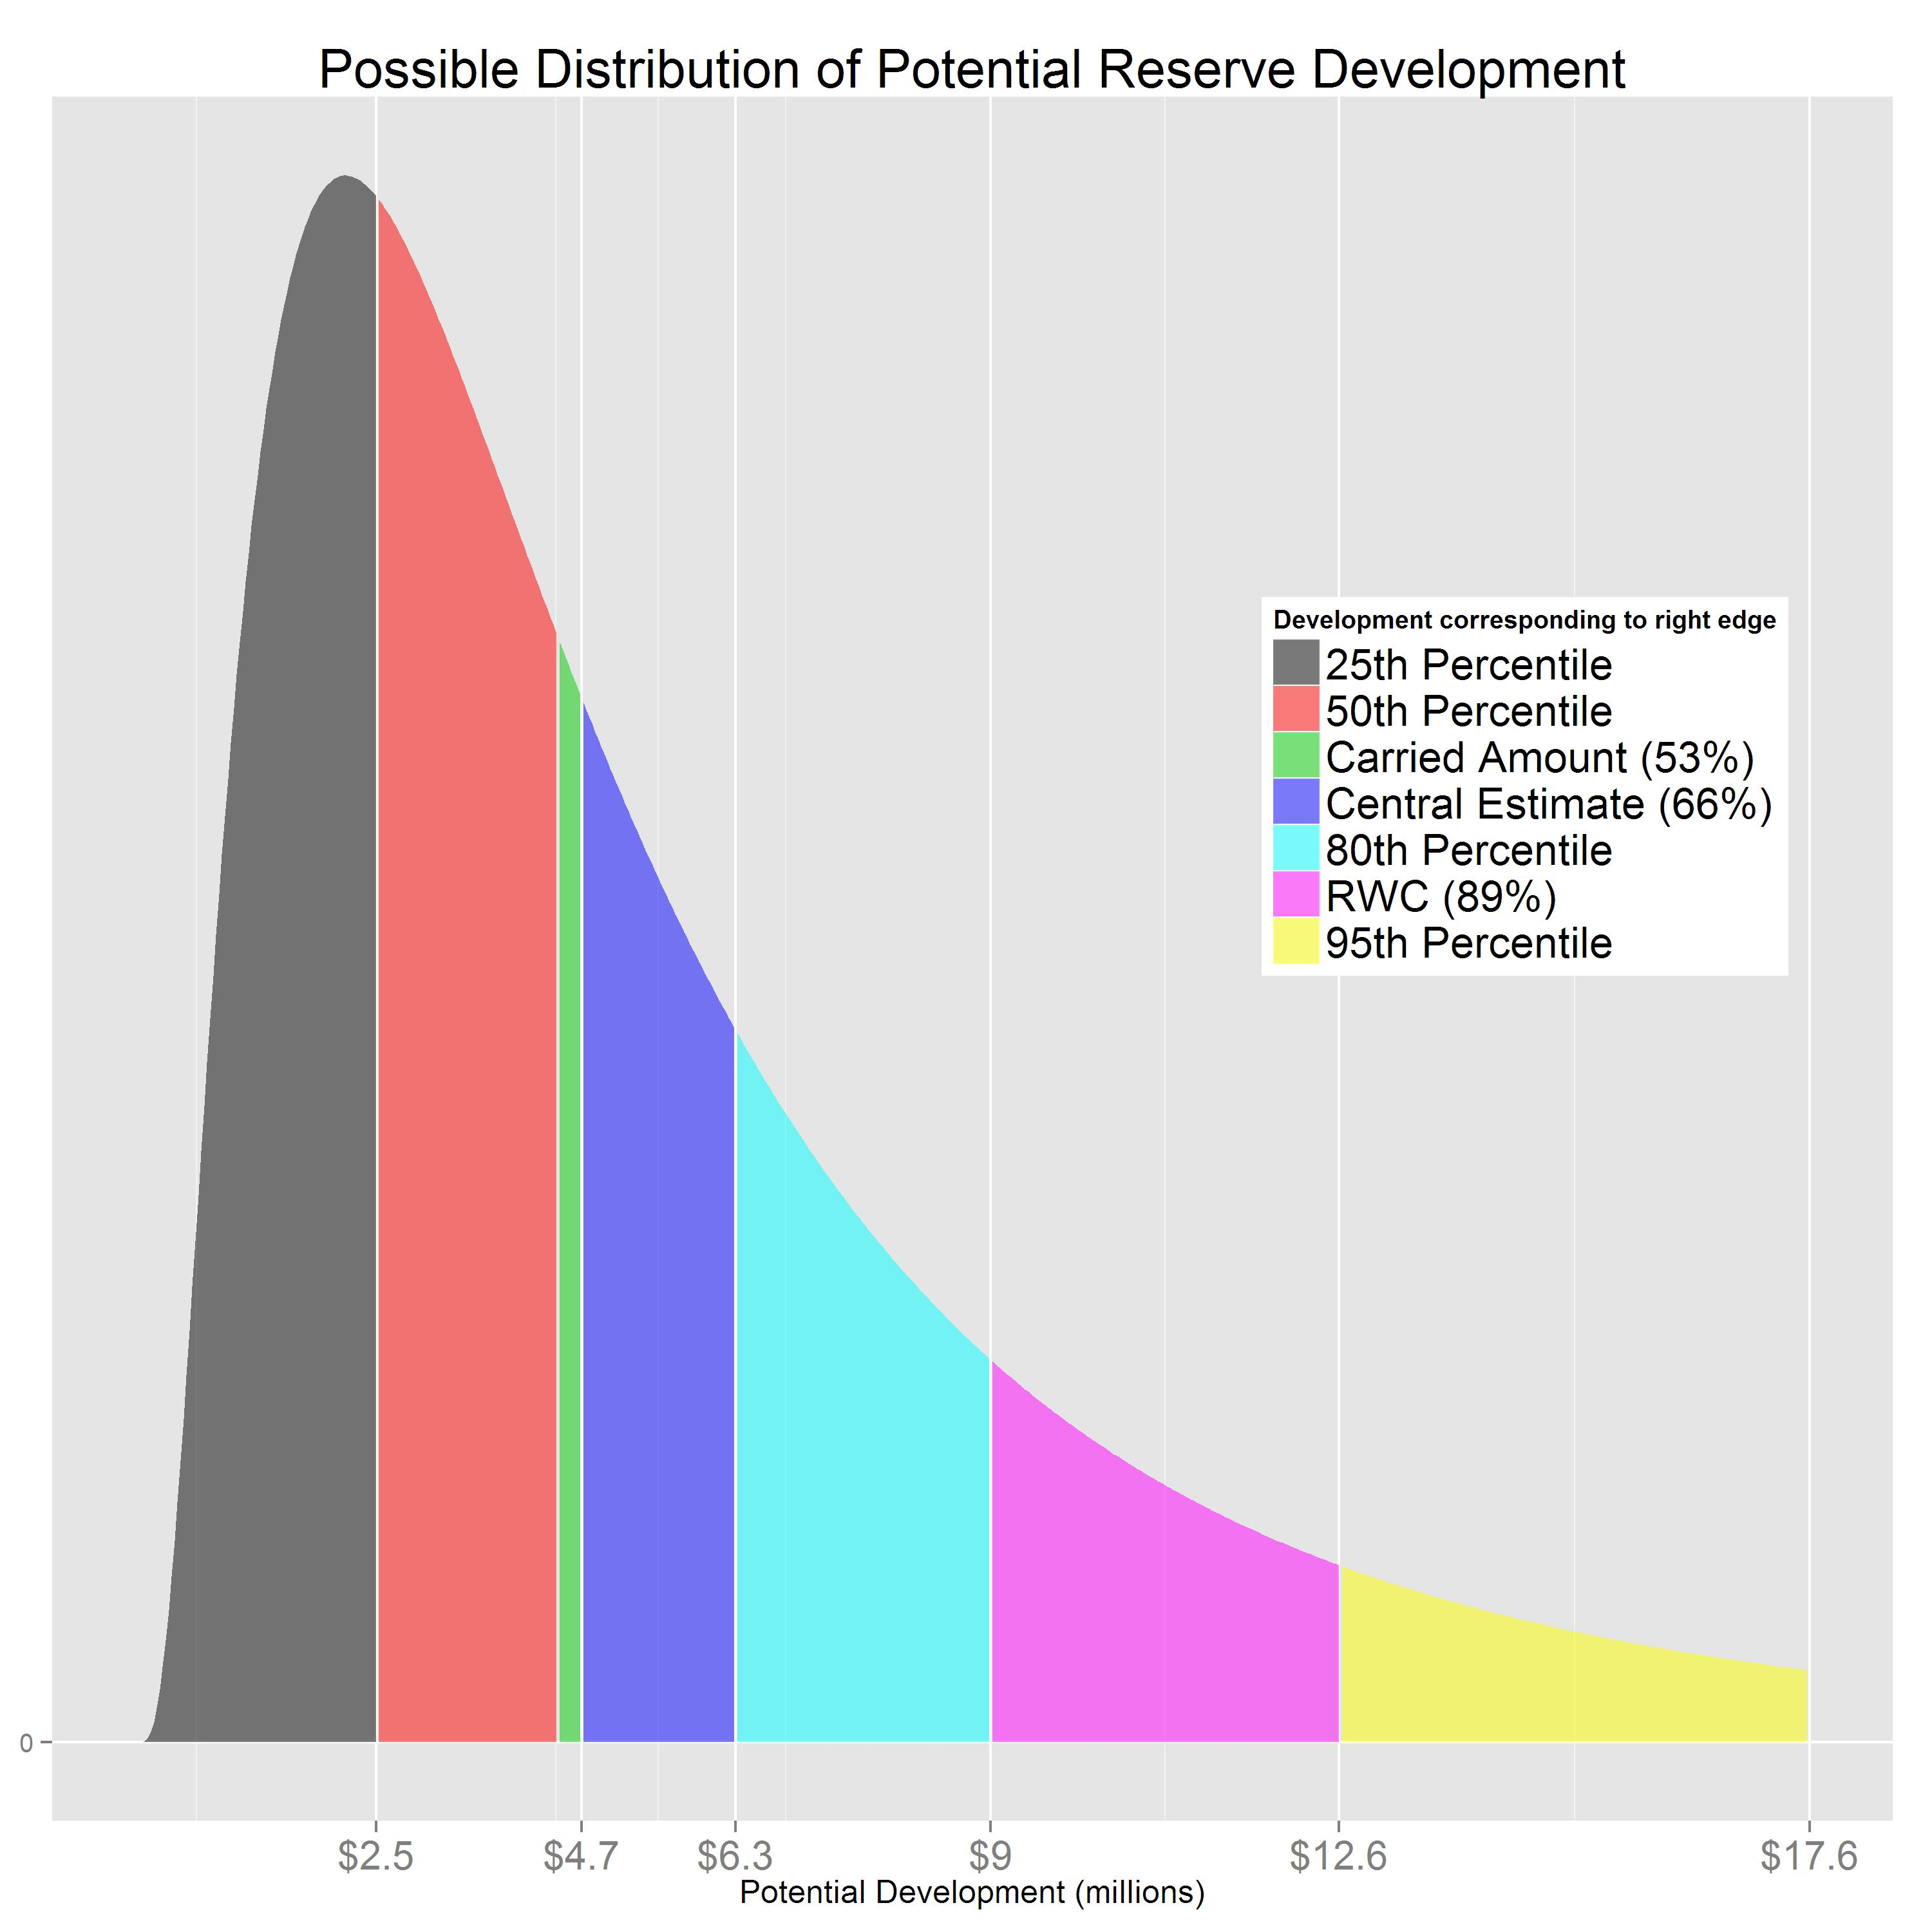 Possible Distribution of Potential Reserve Development
Development corresponding to right edge
25th Percentile
50th Percentile
Carried Amount (53%)
Central Estimate (66%)
80th Percentile
RWC (89%)
95th Percentile
0
$2.5 $4.7 $6.3 $9 $12.6 $17.6
Potential Development (millions)